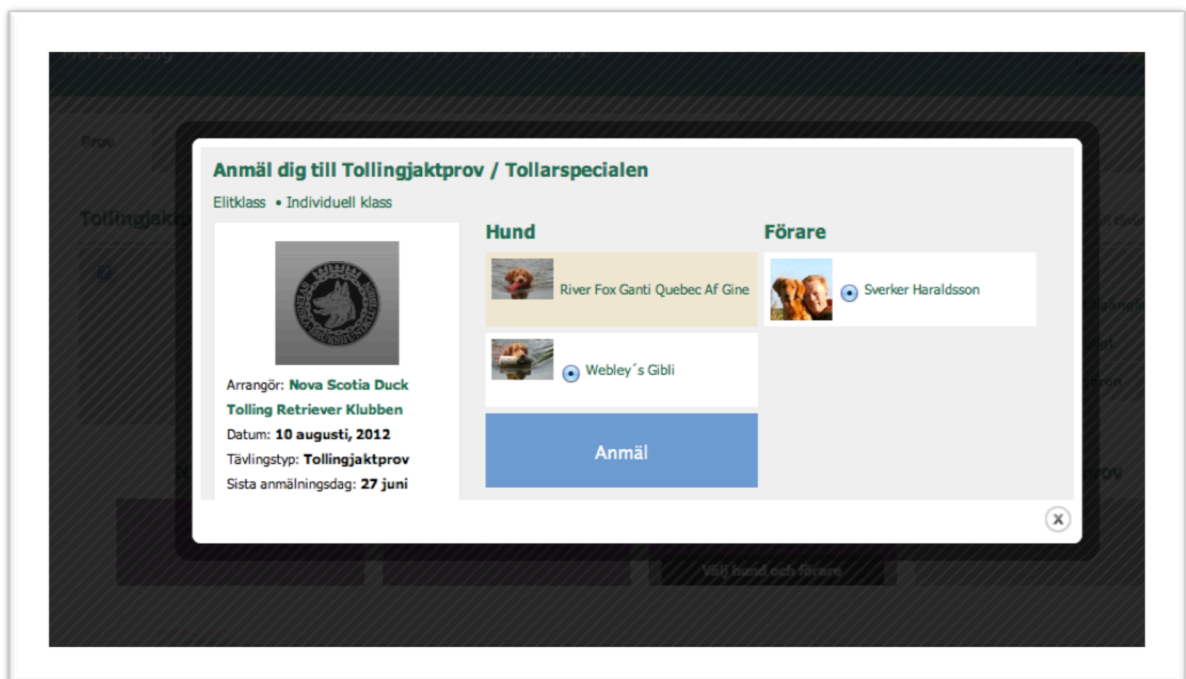 Prov
Anmäl dig till Tollingjaktprov / Tollarspecialen
Elitklass • Individuell klass
Hund
Förare
River Fox Ganti Quebec Af Gine
Sverker Haraldsson
Webley´s Gibli
Anmäl
Arrangör: Nova Scotia Duck
Tolling Retriever Klubben
Datum: 10 augusti, 2012
Tävlingstyp: Tollingjaktprov
Sista anmälningsdag: 27 juni
x
Välj hund och förare